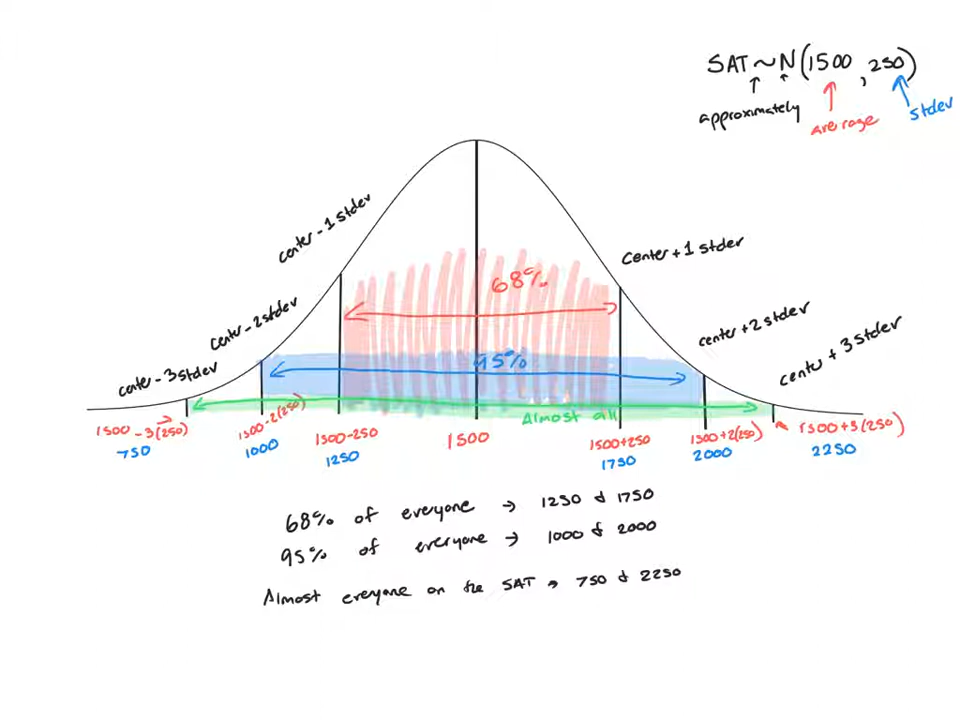 SAT ~ N(1500, 250)
approximately
average
stdev
center - 1 stdev
center + 1 stdev
68%
center - 2 stdev
center + 2 stdev
center - 3 stdev
center + 3 stdev
95%
Almost all
1500 - 3(250)
750
1500 - 2(250)
1000
1500 - 250
1250
1500
1500 + 250
1750
1500 + 2(250)
2000
1500 + 3(250)
2250
68% of everyone → 1250 & 1750
95% of everyone → 1000 & 2000
Almost everyone on the SAT → 750 & 2250